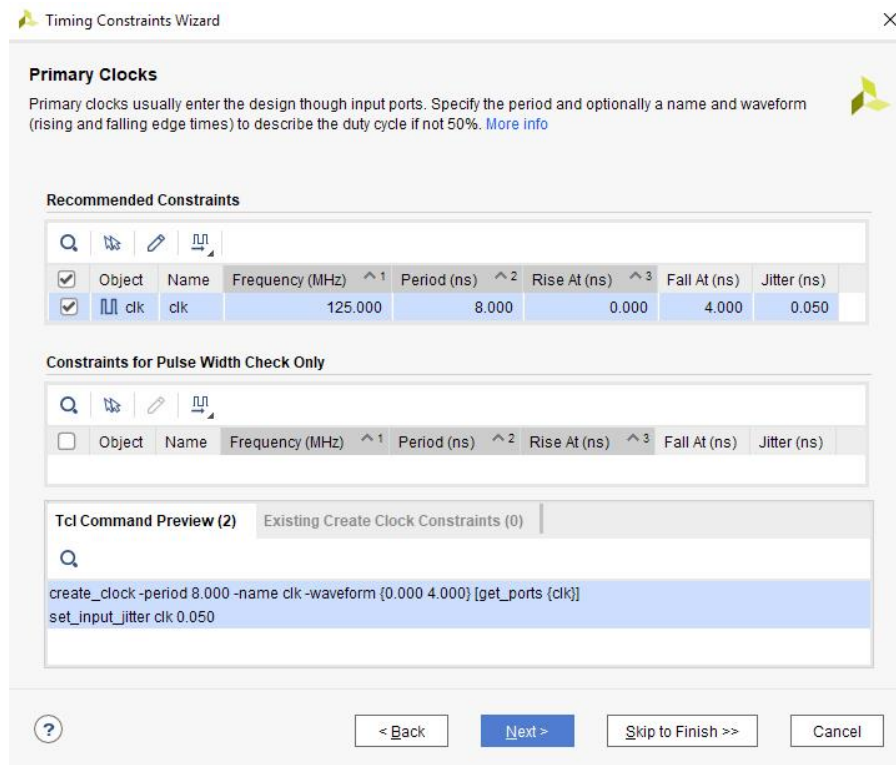 Timing Constraints Wizard
Primary Clocks
Primary clocks usually enter the design though input ports. Specify the period and optionally a name and waveform
(rising and falling edge times) to describe the duty cycle if not 50%. More info
Recommended Constraints
Object Name Frequency (MHz) 1 Period (ns) 2 Rise At (ns) 3 Fall At (ns) Jitter (ns)
clk clk 125.000 8.000 0.000 4.000 0.050
Constraints for Pulse Width Check Only
Object Name Frequency (MHz) 1 Period (ns) 2 Rise At (ns) 3 Fall At (ns) Jitter (ns)
Tcl Command Preview (2) Existing Create Clock Constraints (0)
create_clock -period 8.000 -name clk -waveform {0.000 4.000} [get_ports {clk}]
set_input_jitter clk 0.050
? < Back Next > Skip to Finish >> Cancel